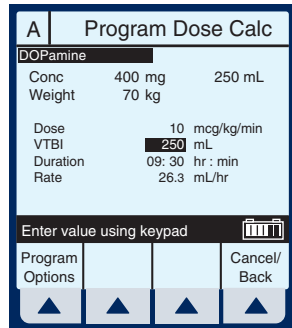 A Program Dose Calc
DOPamine
Conc 400 mg 250 mL
Weight 70 kg
Dose 10 mcg/kg/min
VTBI 250 mL
Duration 09: 30 hr : min
Rate 26.3 mL/hr
Enter value using keypad
Program Options Cancel/ Back